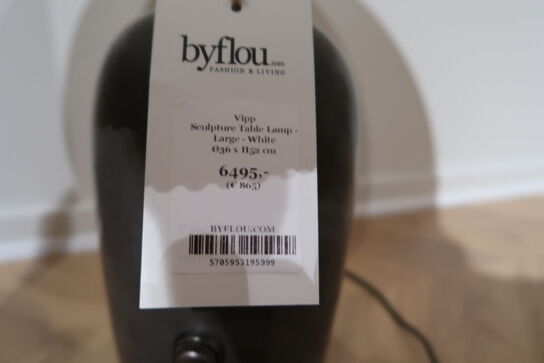 byflou.com
FASHION & LIVING
Vipp
Sculpture Table Lamp -
Large - White
Ø36 x H52 cm
6495,-
(€ 865)
BYFLOU.COM
5705953195999